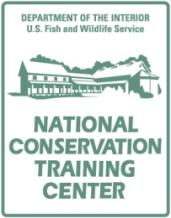 DEPARTMENT OF THE INTERIOR
U.S. Fish and Wildlife Service
NATIONAL
CONSERVATION
TRAINING
CENTER